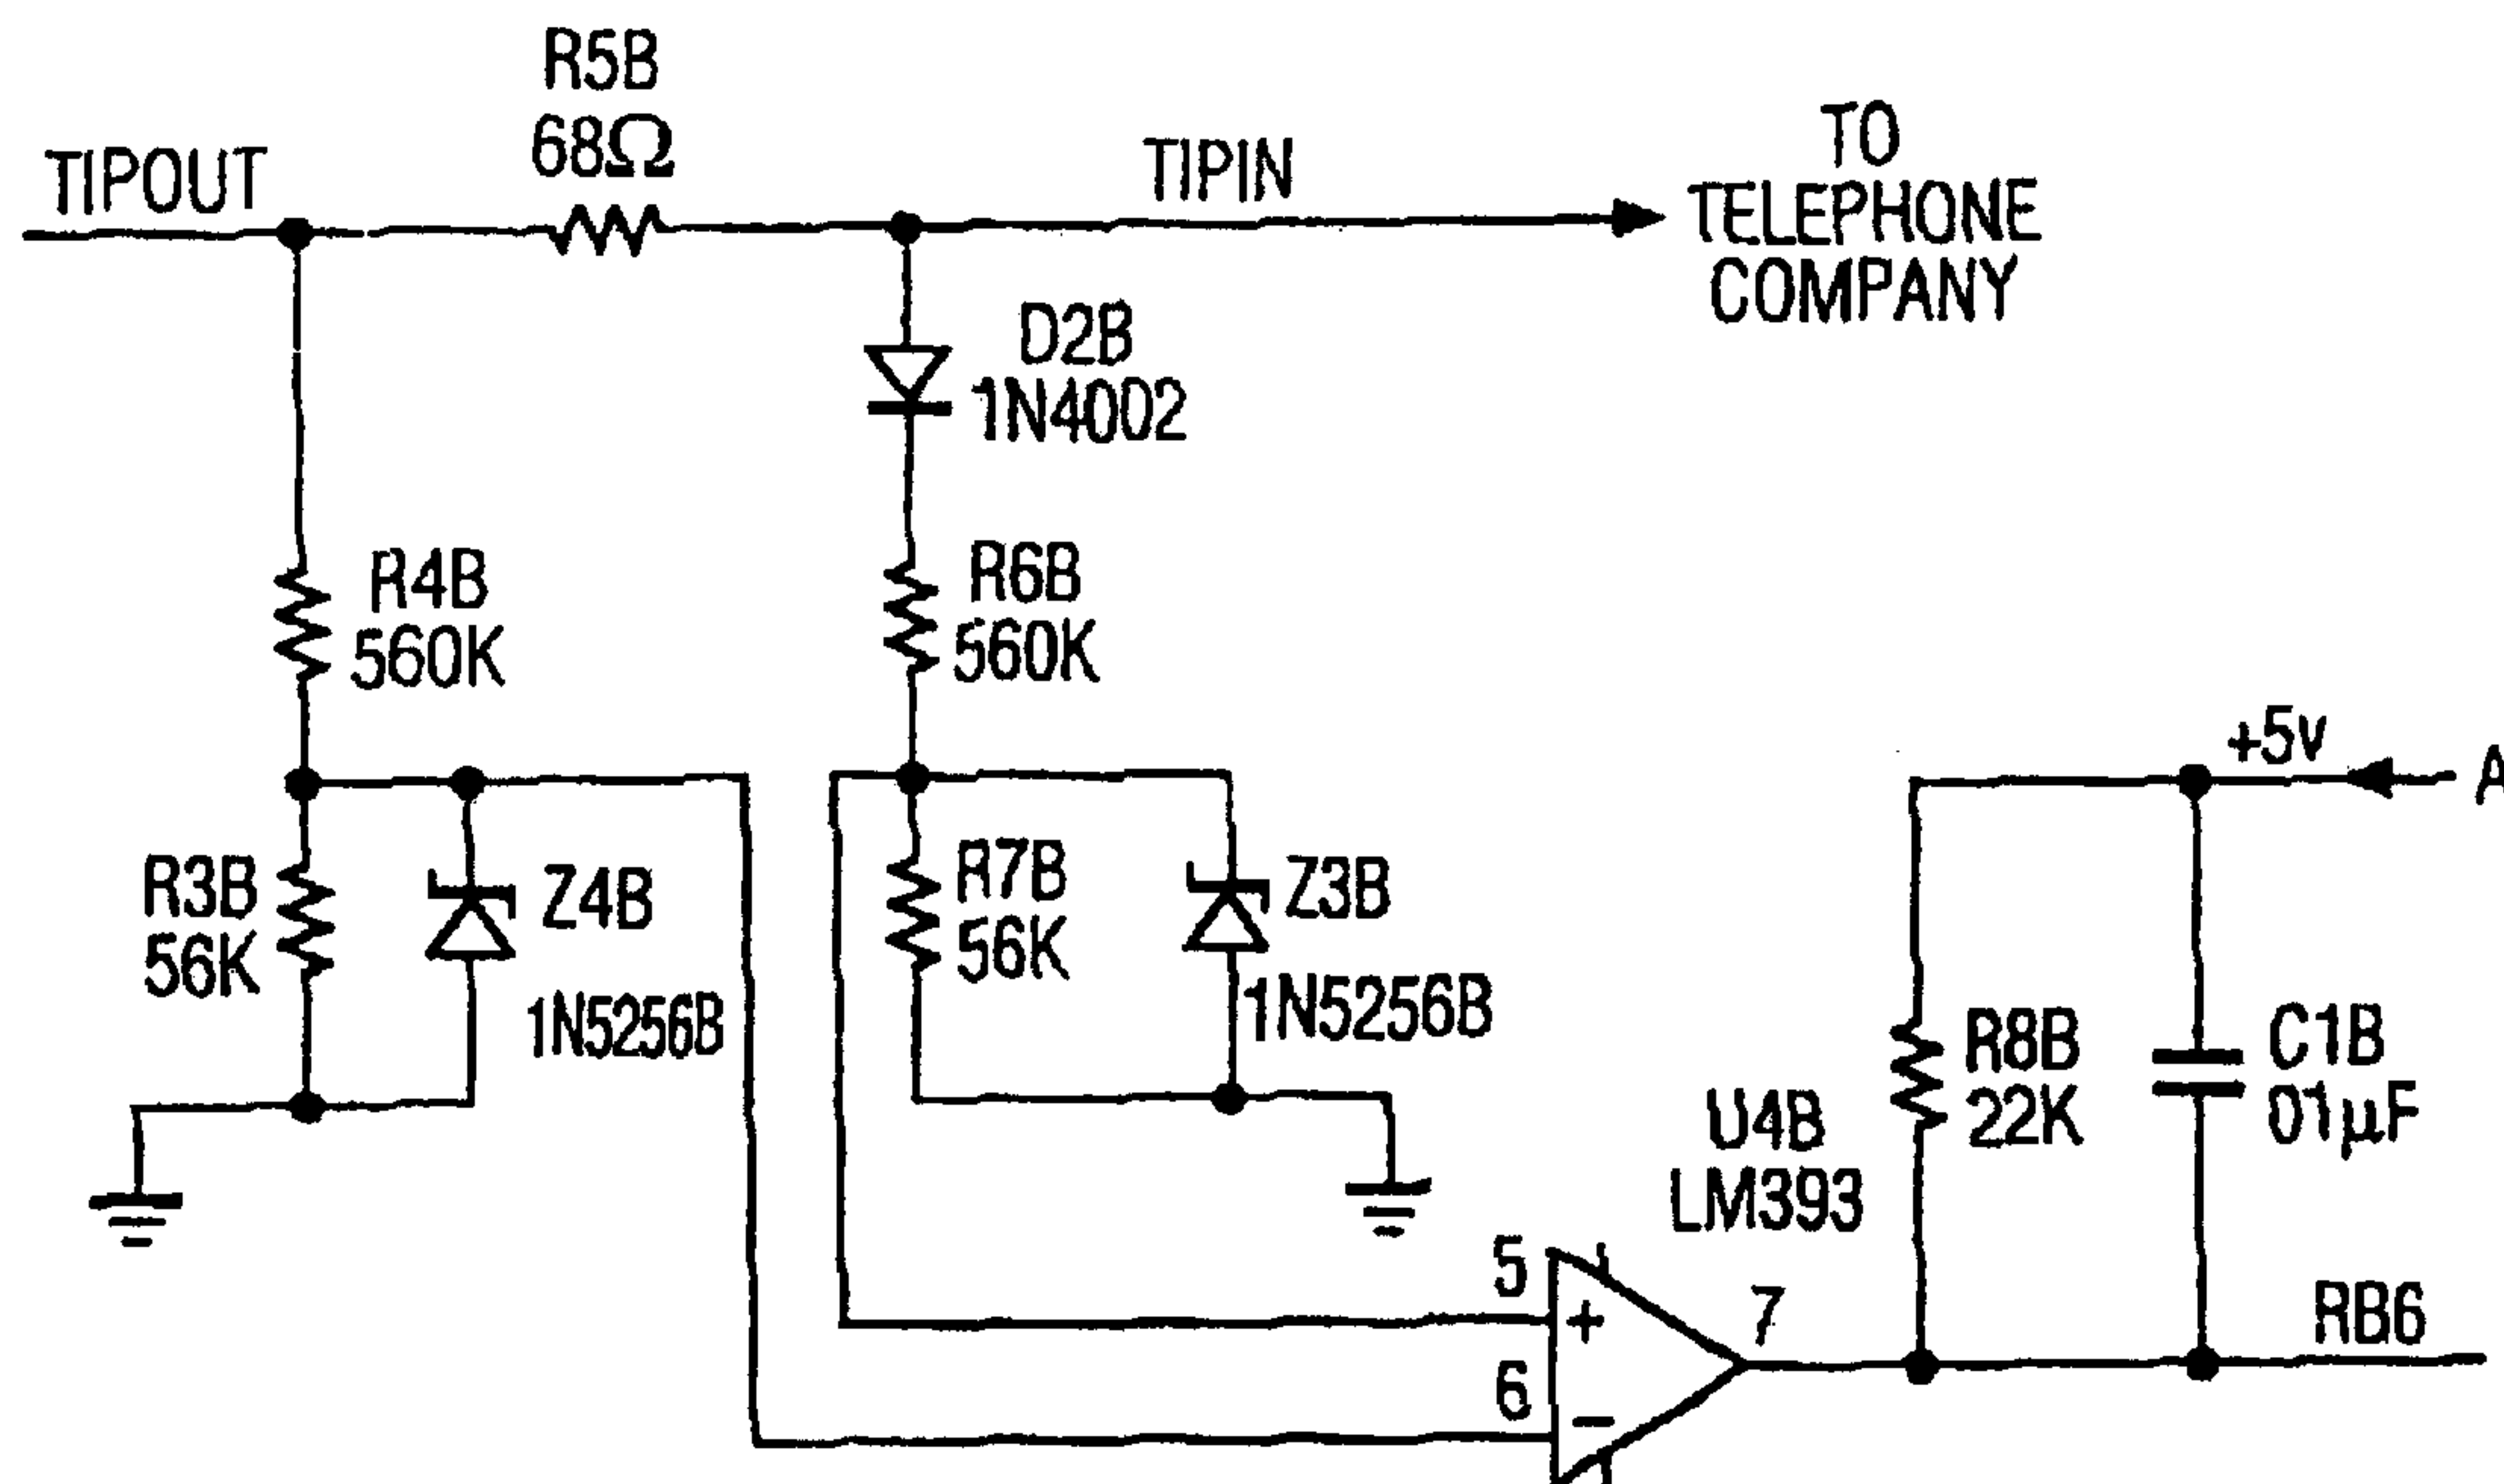 R5B
68Ω
TIPOUT
TIPIN
TO
TELEPHONE
COMPANY
D2B
1N4002
R4B
560K
R6B
560K
+5v
A
R3B
56K
Z4B
1N5256B
R7B
56K
Z3B
1N5256B
R8B
22K
C1B
01µF
U4B
LM393
5
+
7
6
−
RB6